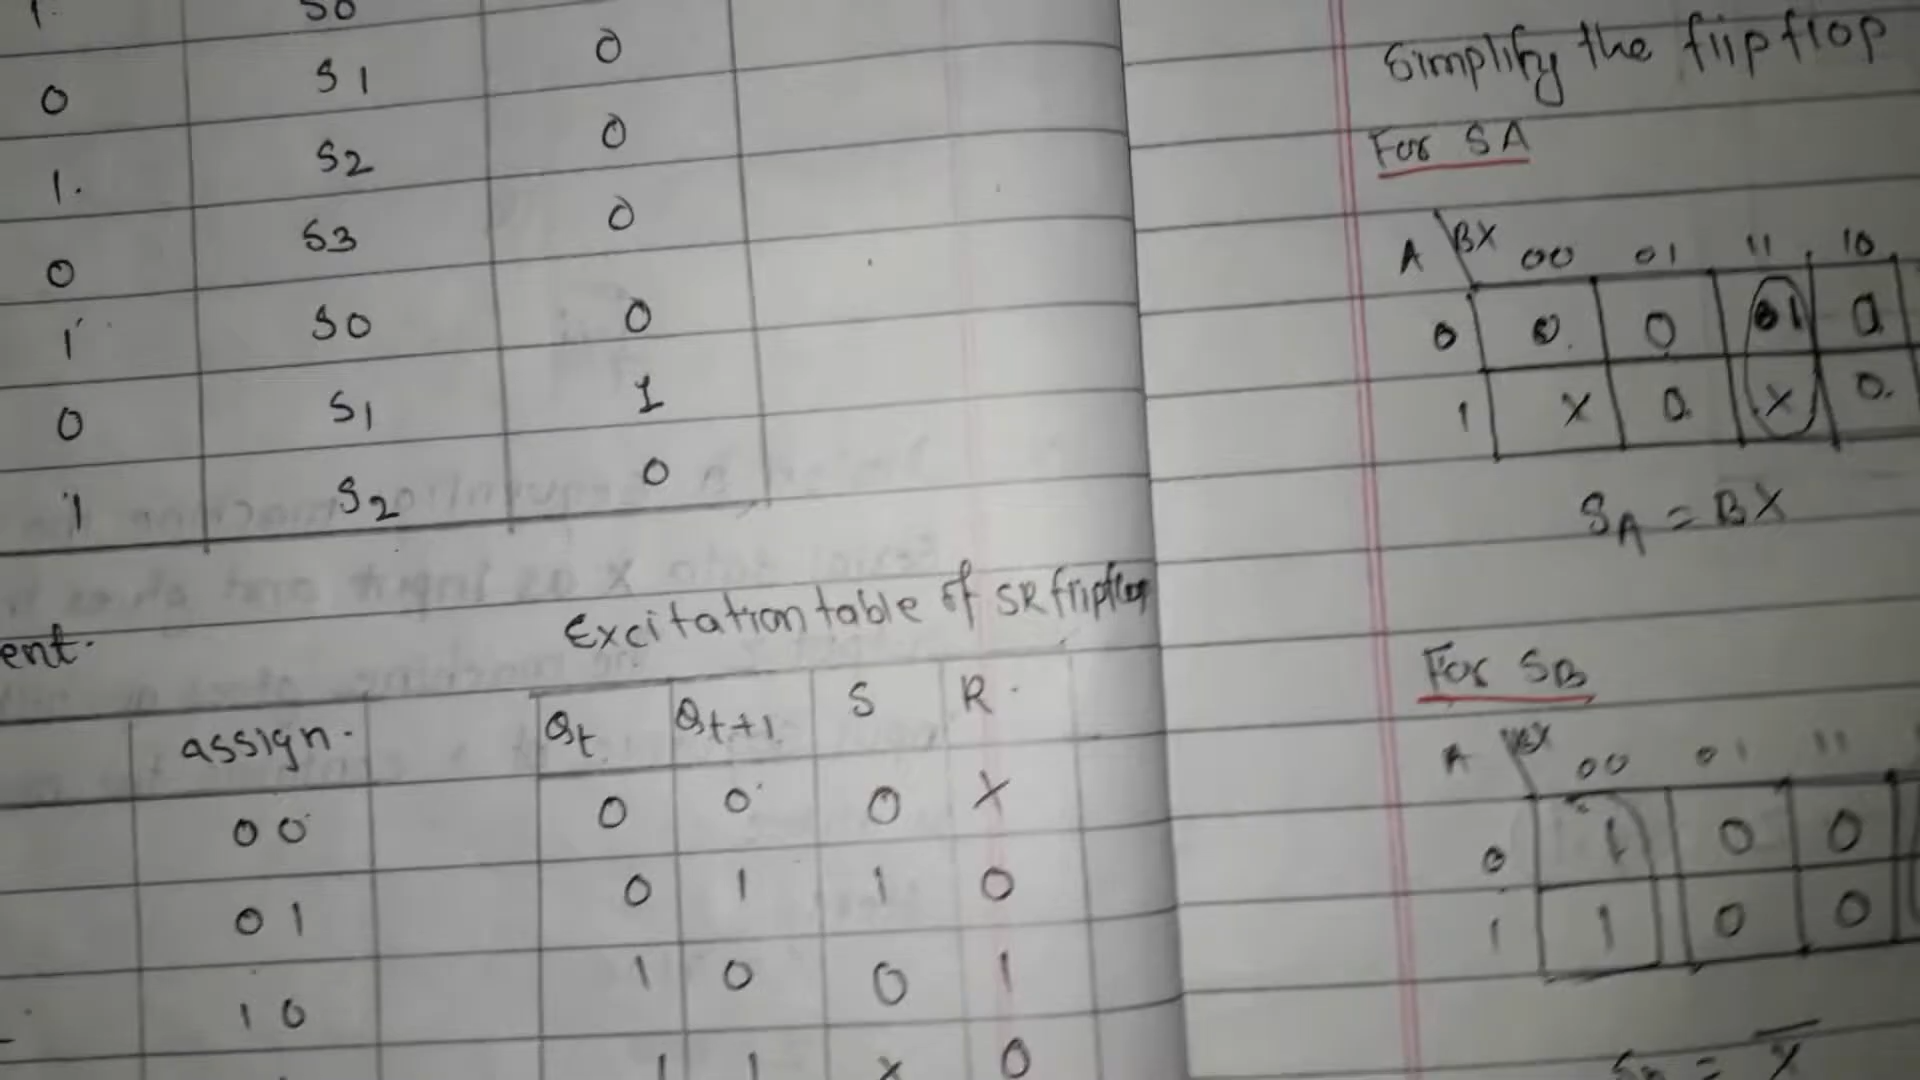 1. S0
0 S1 0
1. S2 0
0 S3 0
1 S0 0
0 S1 1
1 S2 0
ent.
Excitation table of SR flipflop
assign.
00
01
10
Qt Qt+1 S R
0 0 0 X
0 1 1 0
1 0 0 1
1 1 X 0
Simplify the flipflop
For SA
A BX 00 01 11 10
0 0 0 1 0
1 X 0 X 0
SA = BX
For SB
A BX 00 01 11
0 1 0 0
1 1 0 0